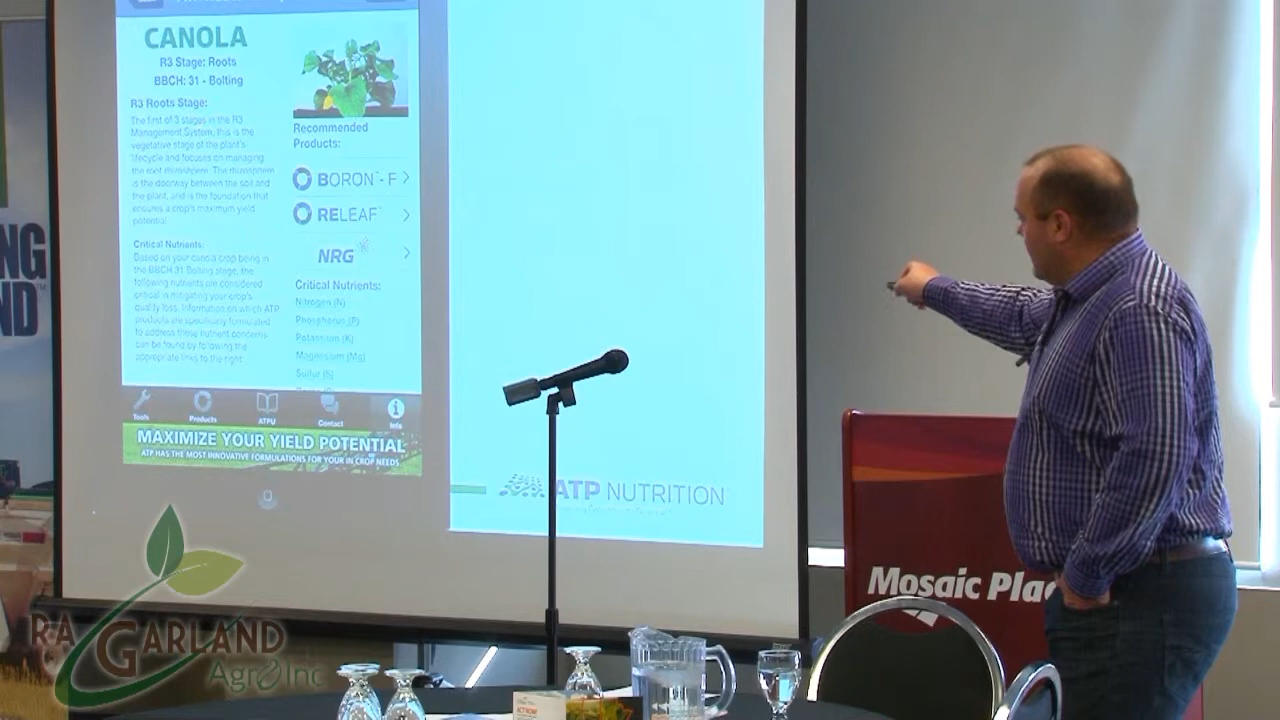 CANOLA
R3 Stage: Roots
BBCH: 31 - Bolting
R3 Roots Stage:
The first of 3 stages in the R3
Management System, this is the
vegetative stage of the plant's
lifecycle and focuses on managing
the root rhizosphere. The rhizosphere
is the doorway between the soil and
the plant, and is the foundation that
ensures a crop's maximum yield
potential.
Critical Nutrients:
Based on your canola crop being in
the BBCH 31 Bolting stage, the
following nutrients are considered
critical in mitigating your crop's
quality loss. Information on which ATP
products are specifically formulated
to address these nutrient concerns
can be found by following the
appropriate links to the right.
Recommended
Products:
BORON™ - F
RELEAF™
NRG
Critical Nutrients:
Nitrogen (N)
Phosphorus (P)
Potassium (K)
Magnesium (Mg)
Sulfur (S)
Tools
Products
ATPU
Contact
Info
MAXIMIZE YOUR YIELD POTENTIAL
ATP HAS THE MOST INNOVATIVE FORMULATIONS FOR YOUR IN CROP NEEDS
ATP NUTRITION
NG
ND
Mosaic Pla
RA GARLAND
Agro Inc